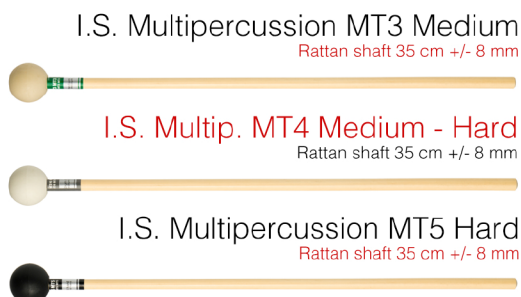 I.S. Multipercussion MT3 Medium
Rattan shaft 35 cm +/- 8 mm
I.S. Multip. MT4 Medium - Hard
Rattan shaft 35 cm +/- 8 mm
I.S. Multipercussion MT5 Hard
Rattan shaft 35 cm +/- 8 mm